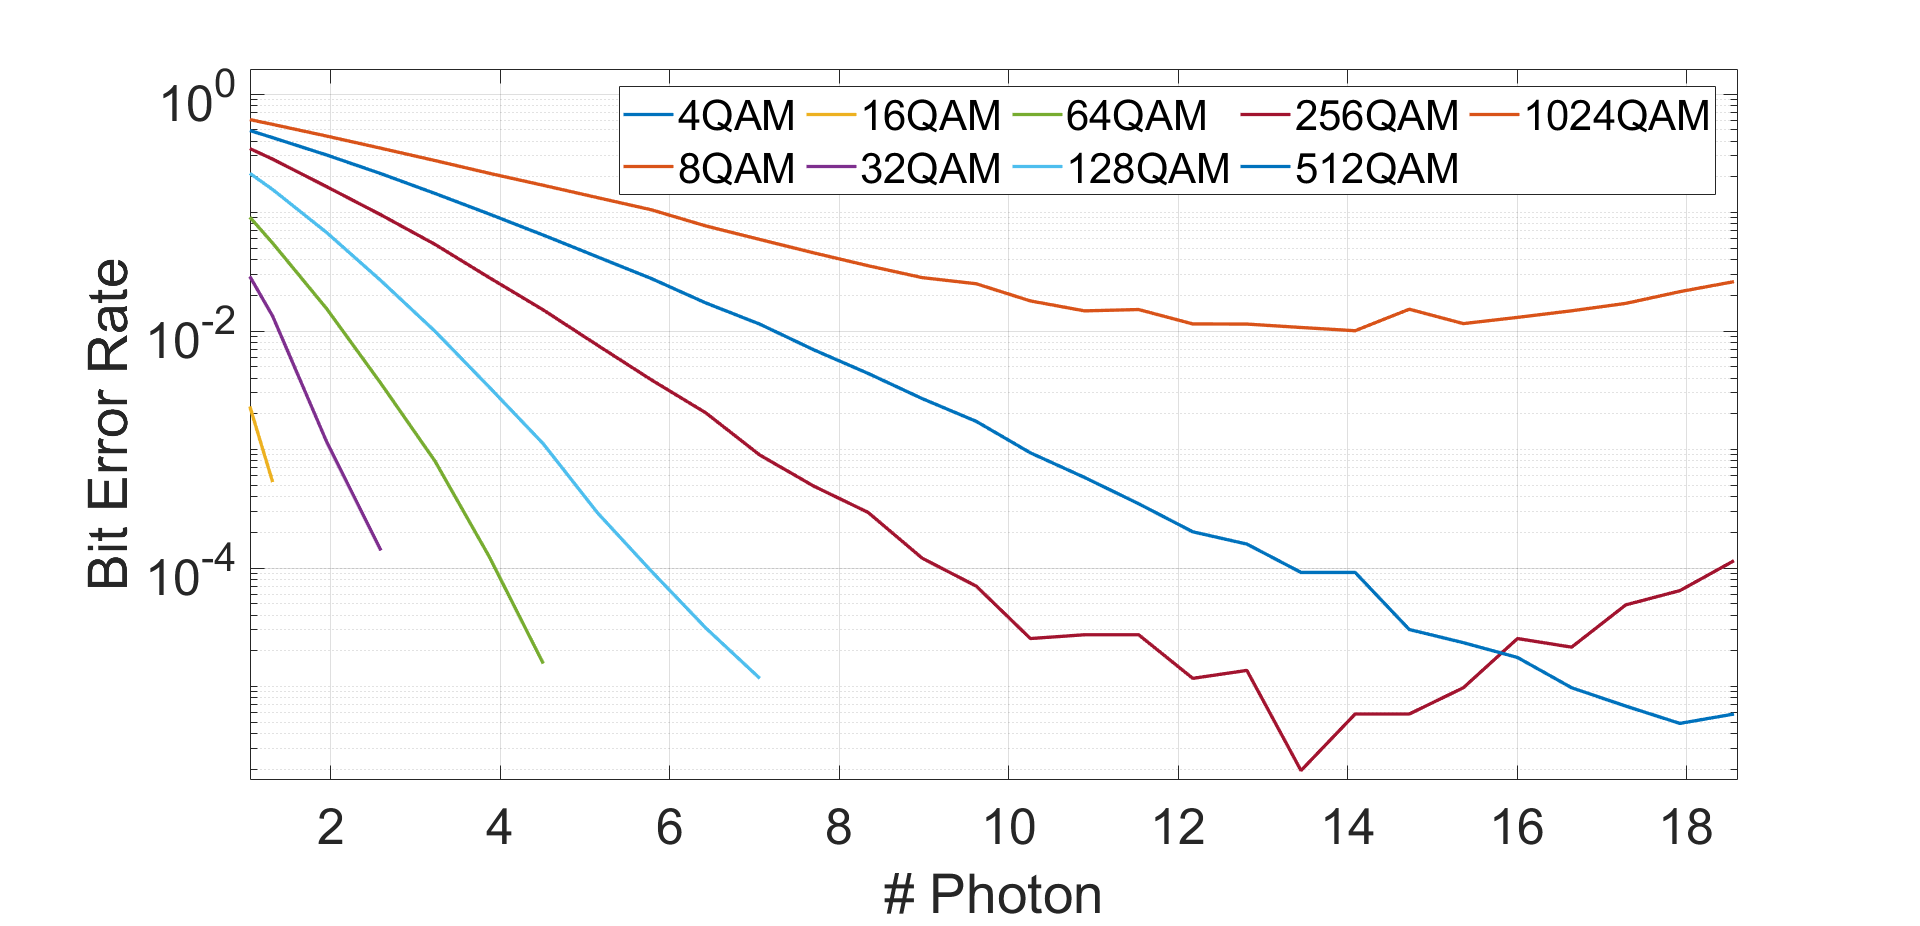 10^0
10^-2
10^-4
Bit Error Rate
4QAM 16QAM 64QAM 256QAM 1024QAM
8QAM 32QAM 128QAM 512QAM
2 4 6 8 10 12 14 16 18
# Photon